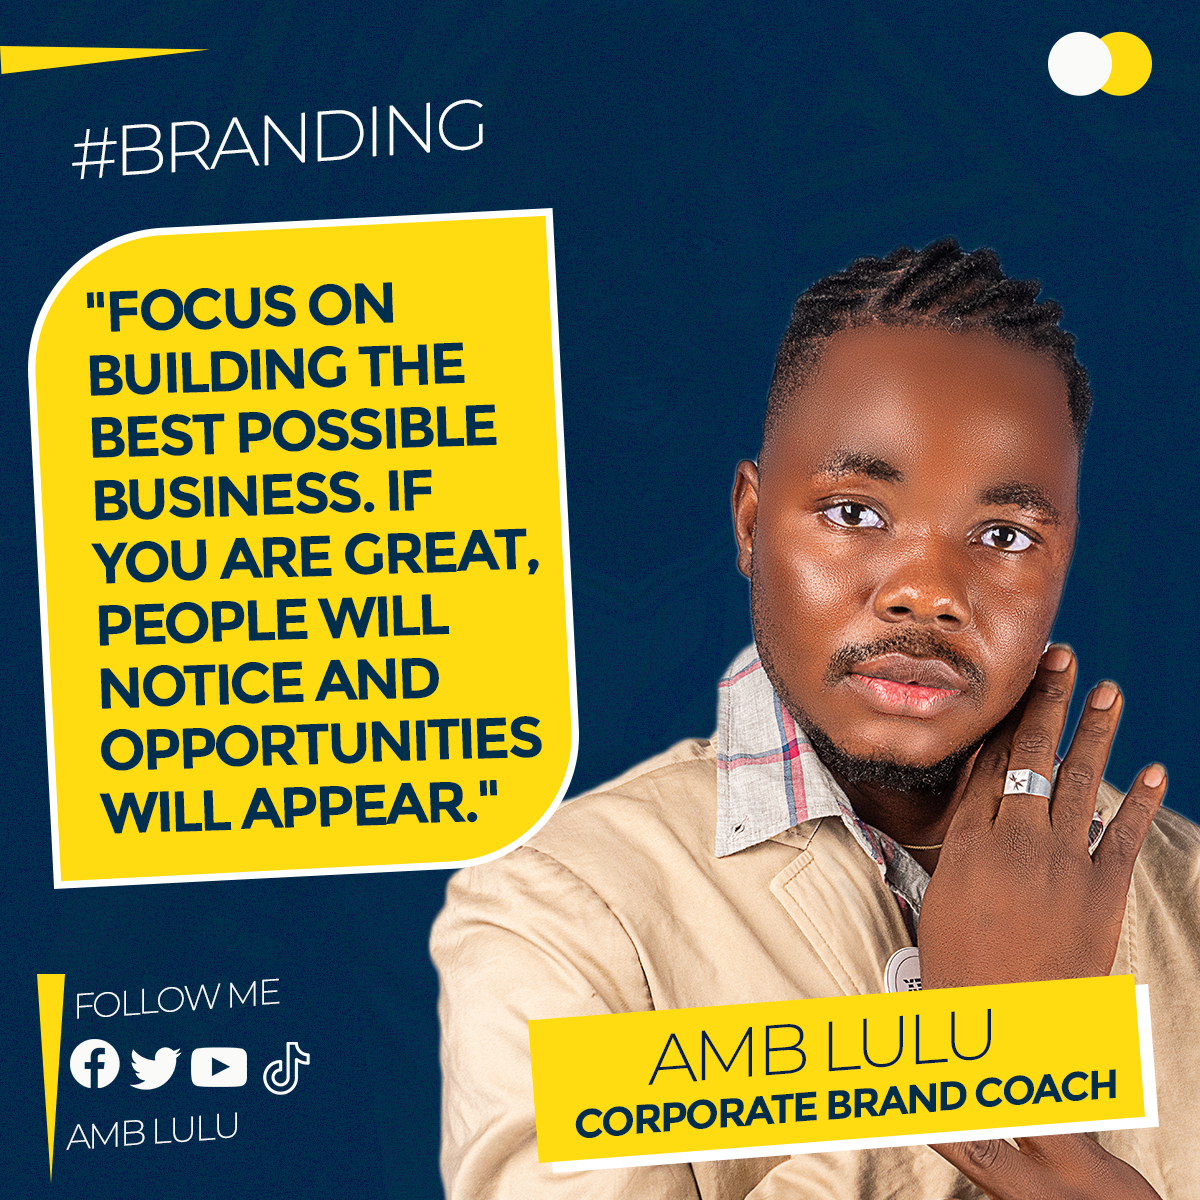 #BRANDING
"FOCUS ON
BUILDING THE
BEST POSSIBLE
BUSINESS. IF
YOU ARE GREAT,
PEOPLE WILL
NOTICE AND
OPPORTUNITIES
WILL APPEAR."
FOLLOW ME
AMB LULU
AMB LULU
CORPORATE BRAND COACH